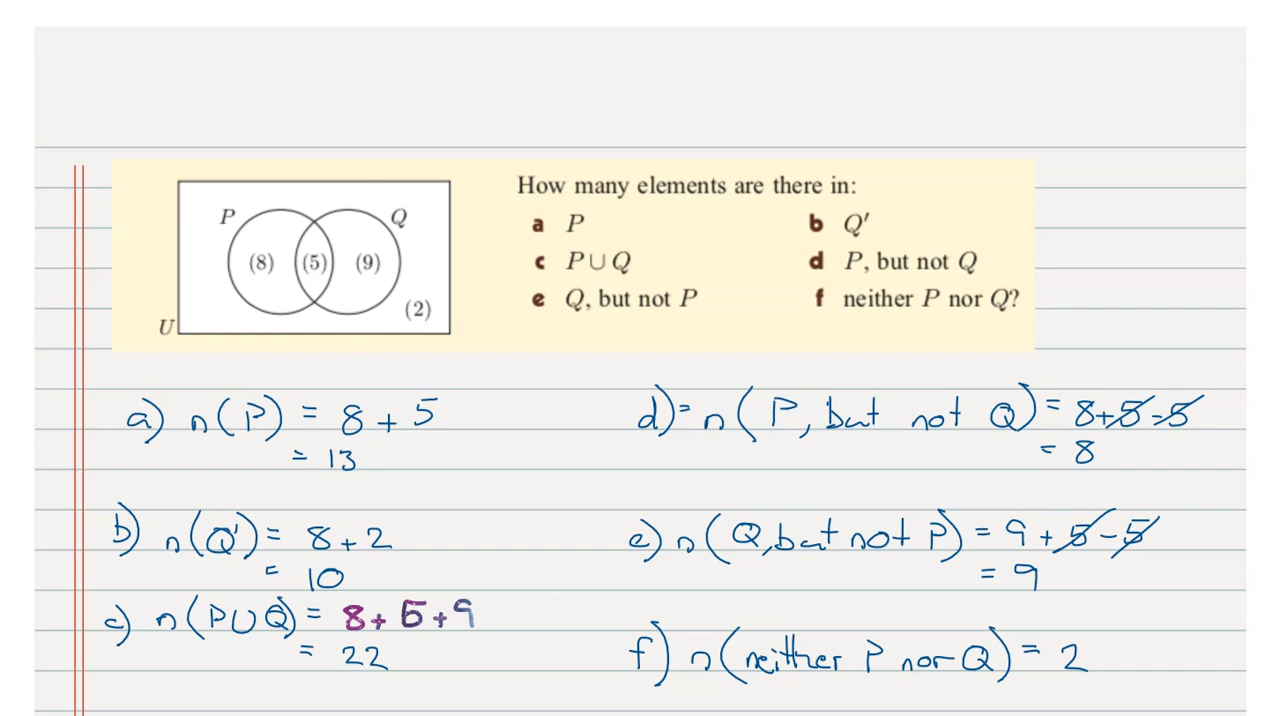 How many elements are there in:
a P
b Q′
c P∪Q
d P, but not Q
e Q, but not P
f neither P nor Q?
P
Q
(8) (5) (9)
(2)
U
a) n(P) = 8 + 5
= 13
b) n(Q') = 8 + 2
= 10
c) n(P∪Q) = 8 + 5 + 9
= 22
d) = n(P, but not Q) = 8+5-5
= 8
e) n(Q, but not P) = 9 + 5 - 5
= 9
f) n(neither P nor Q) = 2